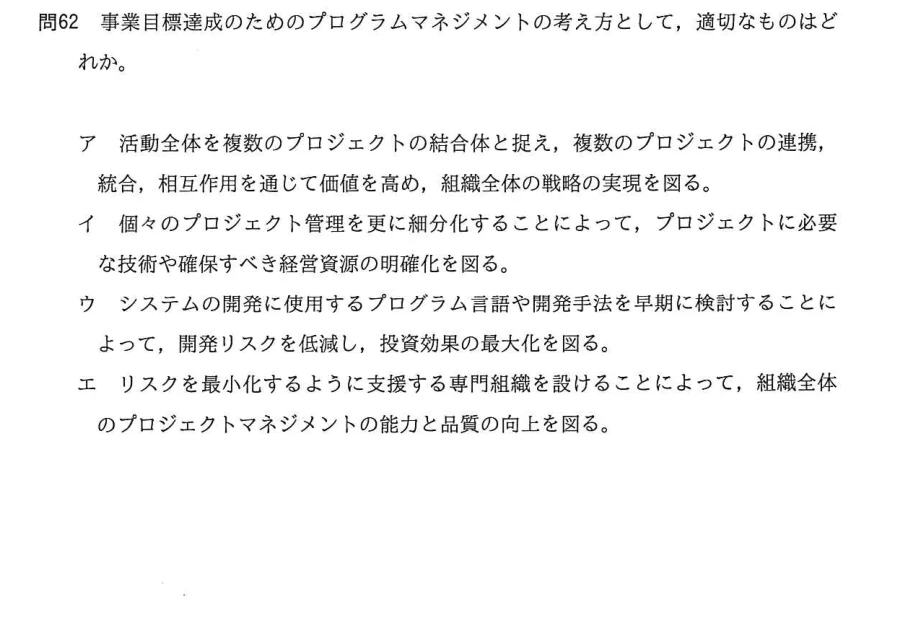 問62　事業目標達成のためのプログラムマネジメントの考え方として，適切なものはど
れか。
ア　活動全体を複数のプロジェクトの結合体と捉え，複数のプロジェクトの連携，
統合，相互作用を通じて価値を高め，組織全体の戦略の実現を図る。
イ　個々のプロジェクト管理を更に細分化することによって，プロジェクトに必要
な技術や確保すべき経営資源の明確化を図る。
ウ　システムの開発に使用するプログラム言語や開発手法を早期に検討することに
よって，開発リスクを低減し，投資効果の最大化を図る。
エ　リスクを最小化するように支援する専門組織を設けることによって，組織全体
のプロジェクトマネジメントの能力と品質の向上を図る。